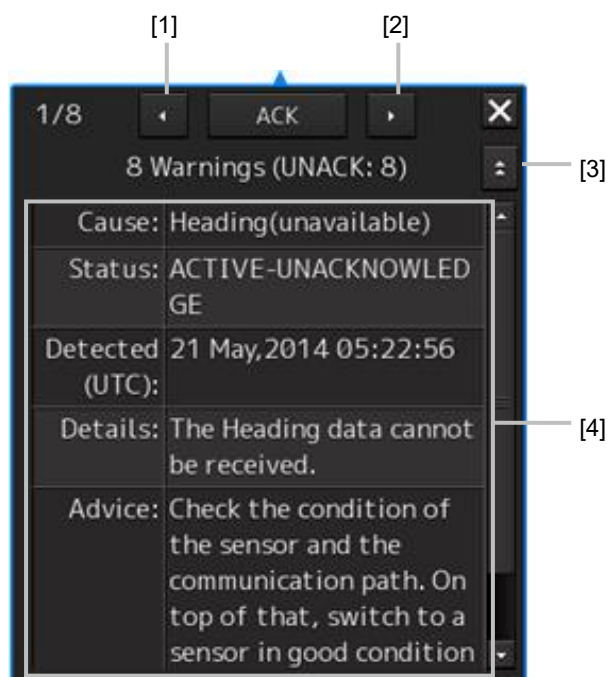 [1]
[2]
1/8
ACK
8 Warnings (UNACK: 8)
[3]
Cause: Heading(unavailable)
Status: ACTIVE-UNACKNOWLED
GE
Detected 21 May,2014 05:22:56
(UTC):
Details: The Heading data cannot
be received.
[4]
Advice: Check the condition of
the sensor and the
communication path. On
top of that, switch to a
sensor in good condition